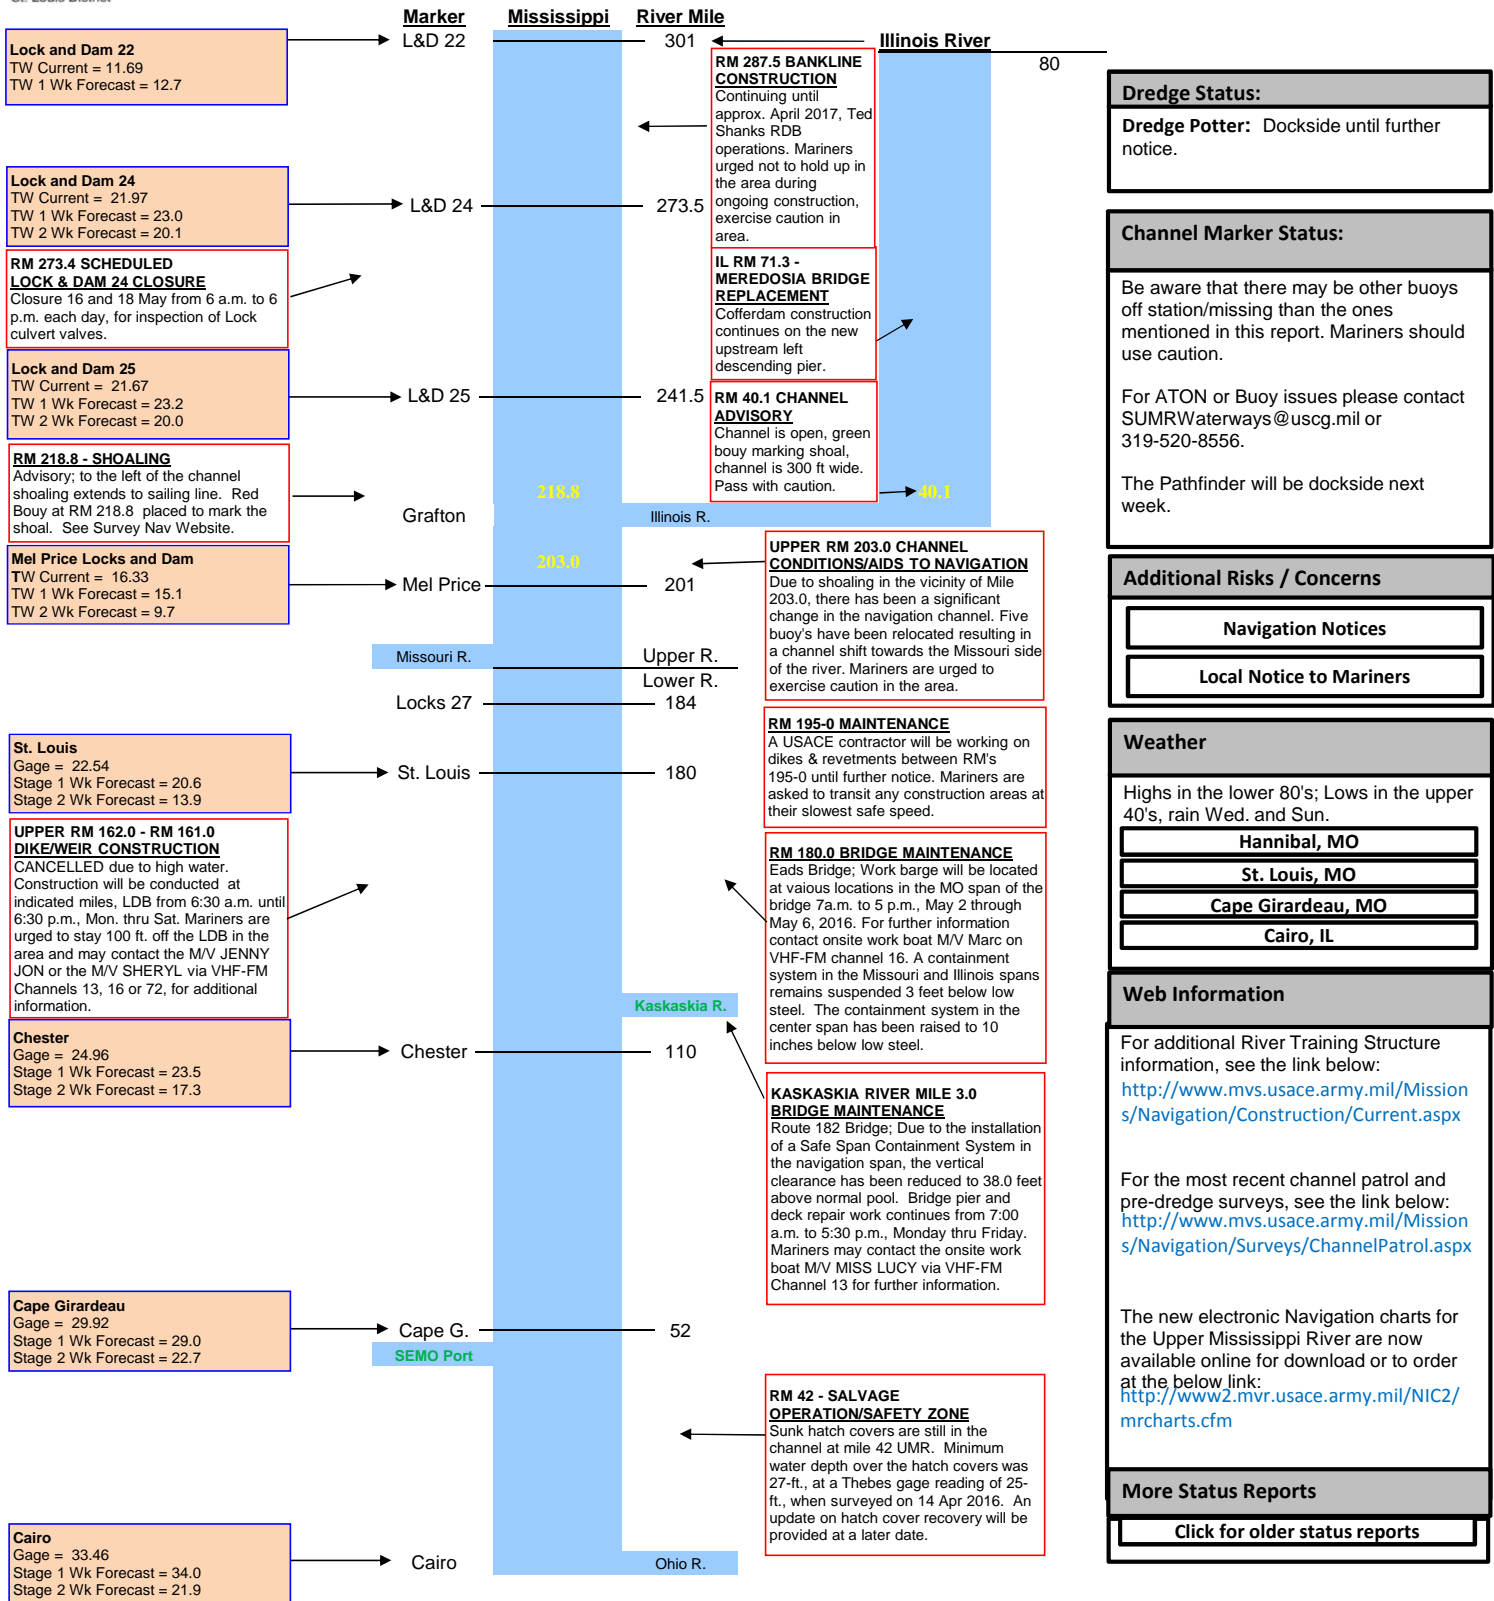 St. Louis District
Marker
Mississippi
River Mile
Lock and Dam 22
TW Current = 11.69
TW 1 Wk Forecast = 12.7
L&D 22
301
Illinois River
80
RM 287.5 BANKLINE
CONSTRUCTION
Continuing until
approx. April 2017, Ted
Shanks RDB
operations. Mariners
urged not to hold up in
the area during
ongoing construction,
exercise caution in
area.
Lock and Dam 24
TW Current =  21.97
TW 1 Wk Forecast = 23.0
TW 2 Wk Forecast = 20.1
L&D 24
273.5
RM 273.4 SCHEDULED
LOCK & DAM 24 CLOSURE
Closure 16 and 18 May from 6 a.m. to 6
p.m. each day, for inspection of Lock
culvert valves.
IL RM 71.3 -
MEREDOSIA BRIDGE
REPLACEMENT
Cofferdam construction
continues on the new
upstream left
descending pier.
Lock and Dam 25
TW Current =  21.67
TW 1 Wk Forecast = 23.2
TW 2 Wk Forecast = 20.0
L&D 25
241.5
RM 40.1 CHANNEL
ADVISORY
Channel is open, green
bouy marking shoal,
channel is 300 ft wide.
Pass with caution.
RM 218.8 - SHOALING
Advisory; to the left of the channel
shoaling extends to sailing line.  Red
Bouy at RM 218.8  placed to mark the
shoal.  See Survey Nav Website.
218.8
40.1
Grafton
Illinois R.
Mel Price Locks and Dam
TW Current =  16.33
TW 1 Wk Forecast = 15.1
TW 2 Wk Forecast = 9.7
203.0
Mel Price
201
UPPER RM 203.0 CHANNEL
CONDITIONS/AIDS TO NAVIGATION
Due to shoaling in the vicinity of Mile
203.0, there has been a significant
change in the navigation channel. Five
buoy's have been relocated resulting in
a channel shift towards the Missouri side
of the river. Mariners are urged to
exercise caution in the area.
Missouri R.
Upper R.
Lower R.
Locks 27
184
RM 195-0 MAINTENANCE
A USACE contractor will be working on
dikes & revetments between RM's
195-0 until further notice. Mariners are
asked to transit any construction areas at
their slowest safe speed.
St. Louis
Gage =  22.54
Stage 1 Wk Forecast = 20.6
Stage 2 Wk Forecast = 13.9
St. Louis
180
UPPER RM 162.0 - RM 161.0
DIKE/WEIR CONSTRUCTION
CANCELLED due to high water.
Construction will be conducted  at
indicated miles, LDB from 6:30 a.m. until
6:30 p.m., Mon. thru Sat. Mariners are
urged to stay 100 ft. off the LDB in the
area and may contact the M/V JENNY
JON or the M/V SHERYL via VHF-FM
Channels 13, 16 or 72, for additional
information.
RM 180.0 BRIDGE MAINTENANCE
Eads Bridge; Work barge will be located
at vaious locations in the MO span of the
bridge 7a.m. to 5 p.m., May 2 through
May 6, 2016. For further information
contact onsite work boat M/V Marc on
VHF-FM channel 16. A containment
system in the Missouri and Illinois spans
remains suspended 3 feet below low
steel.  The containment system in the
center span has been raised to 10
inches below low steel.
Kaskaskia R.
Chester
Gage =  24.96
Stage 1 Wk Forecast = 23.5
Stage 2 Wk Forecast = 17.3
Chester
110
KASKASKIA RIVER MILE 3.0
BRIDGE MAINTENANCE
Route 182 Bridge; Due to the installation
of a Safe Span Containment System in
the navigation span, the vertical
clearance has been reduced to 38.0 feet
above normal pool.  Bridge pier and
deck repair work continues from 7:00
a.m. to 5:30 p.m., Monday thru Friday.
Mariners may contact the onsite work
boat M/V MISS LUCY via VHF-FM
Channel 13 for further information.
Cape Girardeau
Gage =  29.92
Stage 1 Wk Forecast = 29.0
Stage 2 Wk Forecast = 22.7
Cape G.
52
SEMO Port
RM 42 - SALVAGE
OPERATION/SAFETY ZONE
Sunk hatch covers are still in the
channel at mile 42 UMR.  Minimum
water depth over the hatch covers was
27-ft., at a Thebes gage reading of 25-
ft., when surveyed on 14 Apr 2016.  An
update on hatch cover recovery will be
provided at a later date.
Cairo
Gage =  33.46
Stage 1 Wk Forecast = 34.0
Stage 2 Wk Forecast = 21.9
Cairo
Ohio R.
Dredge Status:
Dredge Potter:  Dockside until further
notice.
Channel Marker Status:
Be aware that there may be other buoys
off station/missing than the ones
mentioned in this report. Mariners should
use caution.
For ATON or Buoy issues please contact
SUMRWaterways@uscg.mil or
319-520-8556.
The Pathfinder will be dockside next
week.
Additional Risks / Concerns
Navigation Notices
Local Notice to Mariners
Weather
Highs in the lower 80's; Lows in the upper
40's, rain Wed. and Sun.
Hannibal, MO
St. Louis, MO
Cape Girardeau, MO
Cairo, IL
Web Information
For additional River Training Structure
information, see the link below:
http://www.mvs.usace.army.mil/Mission
s/Navigation/Construction/Current.aspx
For the most recent channel patrol and
pre-dredge surveys, see the link below:
http://www.mvs.usace.army.mil/Mission
s/Navigation/Surveys/ChannelPatrol.aspx
The new electronic Navigation charts for
the Upper Mississippi River are now
available online for download or to order
at the below link:
http://www2.mvr.usace.army.mil/NIC2/
mrcharts.cfm
More Status Reports
Click for older status reports